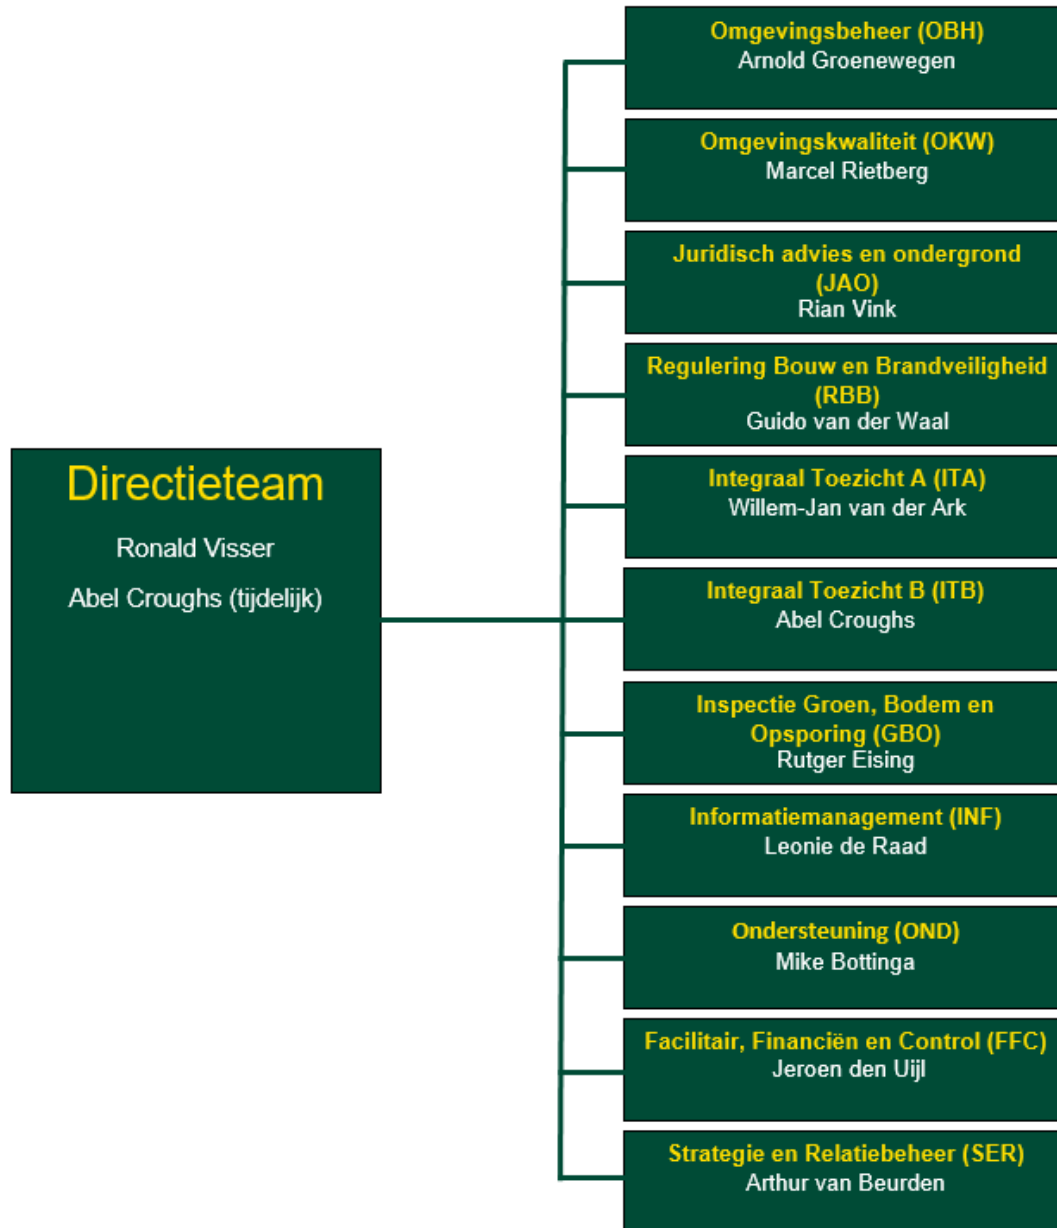 Directieteam
Ronald Visser
Abel Croughs (tijdelijk)
Omgevingsbeheer (OBH)
Arnold Groenewegen
Omgevingskwaliteit (OKW)
Marcel Rietberg
Juridisch advies en ondergrond
(JAO)
Rian Vink
Regulering Bouw en Brandveiligheid
(RBB)
Guido van der Waal
Integraal Toezicht A (ITA)
Willem-Jan van der Ark
Integraal Toezicht B (ITB)
Abel Croughs
Inspectie Groen, Bodem en
Opsporing (GBO)
Rutger Eising
Informatiemanagement (INF)
Leonie de Raad
Ondersteuning (OND)
Mike Bottinga
Facilitair, Financiën en Control (FFC)
Jeroen den Uijl
Strategie en Relatiebeheer (SER)
Arthur van Beurden